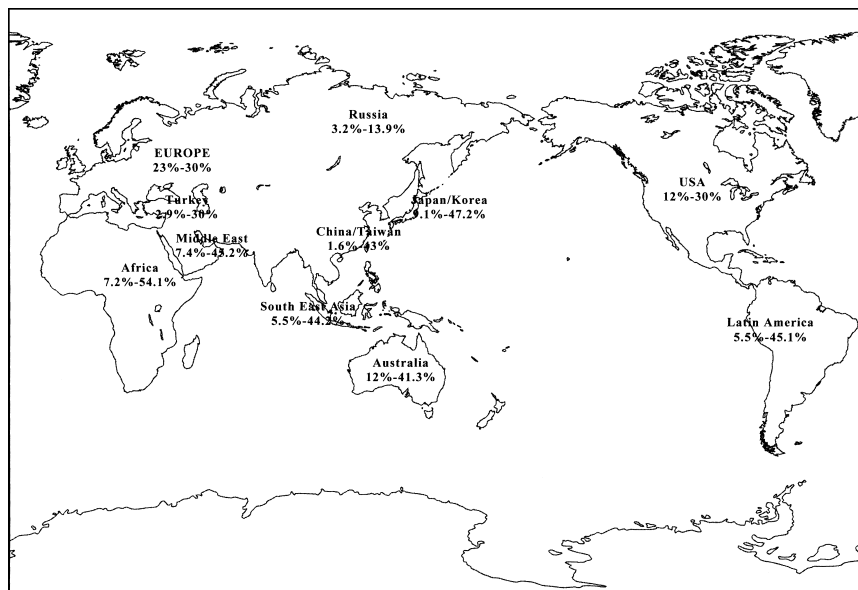 Russia
3.2%-13.9%
EUROPE
23%-30%
USA
12%-30%
Turkey
2.9%-30%
Japan/Korea
9.1%-47.2%
China/Taiwan
1.6%-43%
Middle East
7.4%-45.2%
Africa
7.2%-54.1%
South East Asia
5.5%-44.2%
Latin America
5.5%-45.1%
Australia
12%-41.3%